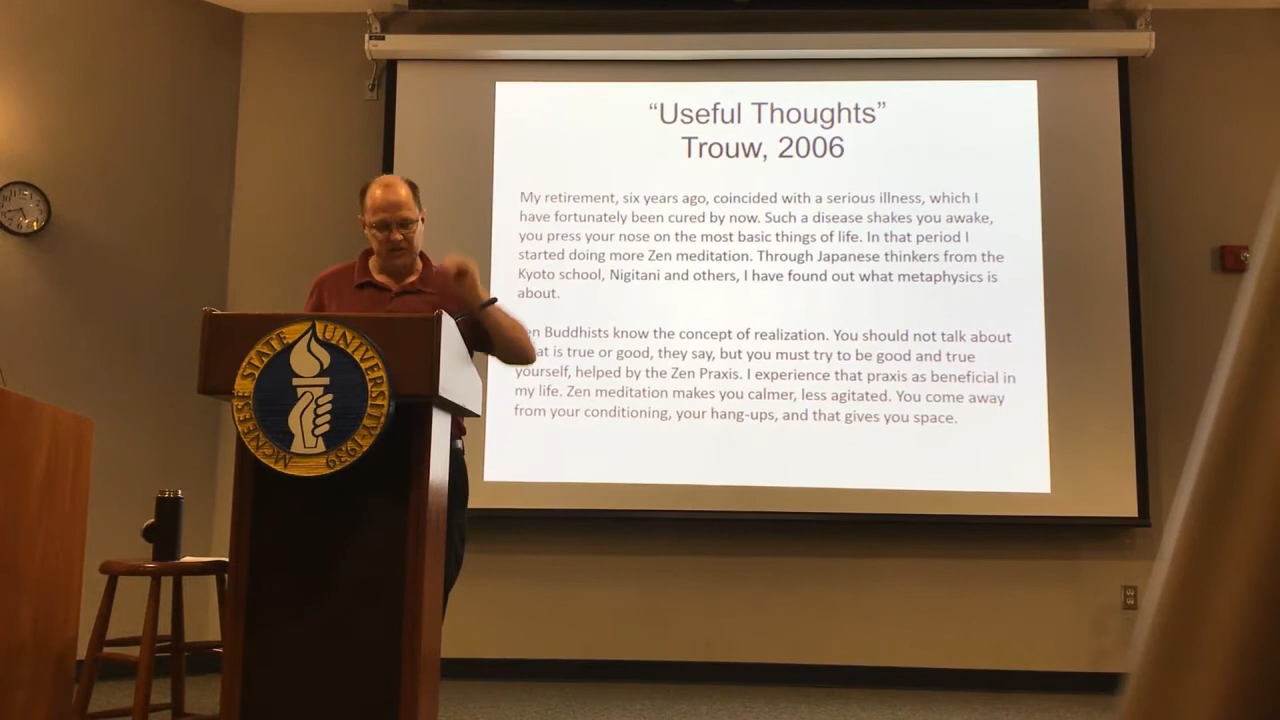 “Useful Thoughts”
Trouw, 2006
My retirement, six years ago, coincided with a serious illness, which I
have fortunately been cured by now. Such a disease shakes you awake,
you press your nose on the most basic things of life. In that period I
started doing more Zen meditation. Through Japanese thinkers from the
Kyoto school, Nigitani and others, I have found out what metaphysics is
about.
en Buddhists know the concept of realization. You should not talk about
at is true or good, they say, but you must try to be good and true
yourself, helped by the Zen Praxis. I experience that praxis as beneficial in
my life. Zen meditation makes you calmer, less agitated. You come away
from your conditioning, your hang-ups, and that gives you space.
McNEESE STATE UNIVERSITY·1939